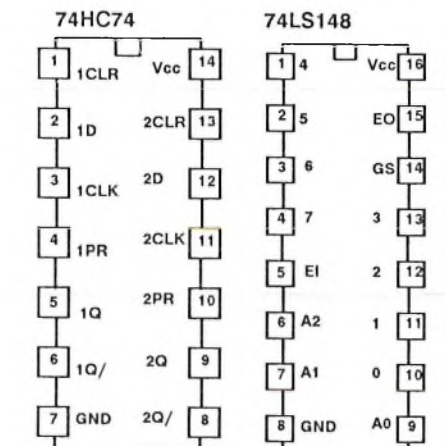 74HC74 74LS148
1 1CLR Vcc 14 1 4 Vcc 16
2 1D 2CLR 13 2 5 EO 15
3 1CLK 2D 12 3 6 GS 14
4 1PR 2CLK 11 4 7 3 13
5 1Q 2PR 10 5 EI 2 12
6 1Q/ 2Q 9 6 A2 1 11
7 GND 2Q/ 8 7 A1 0 10
8 GND A0 9